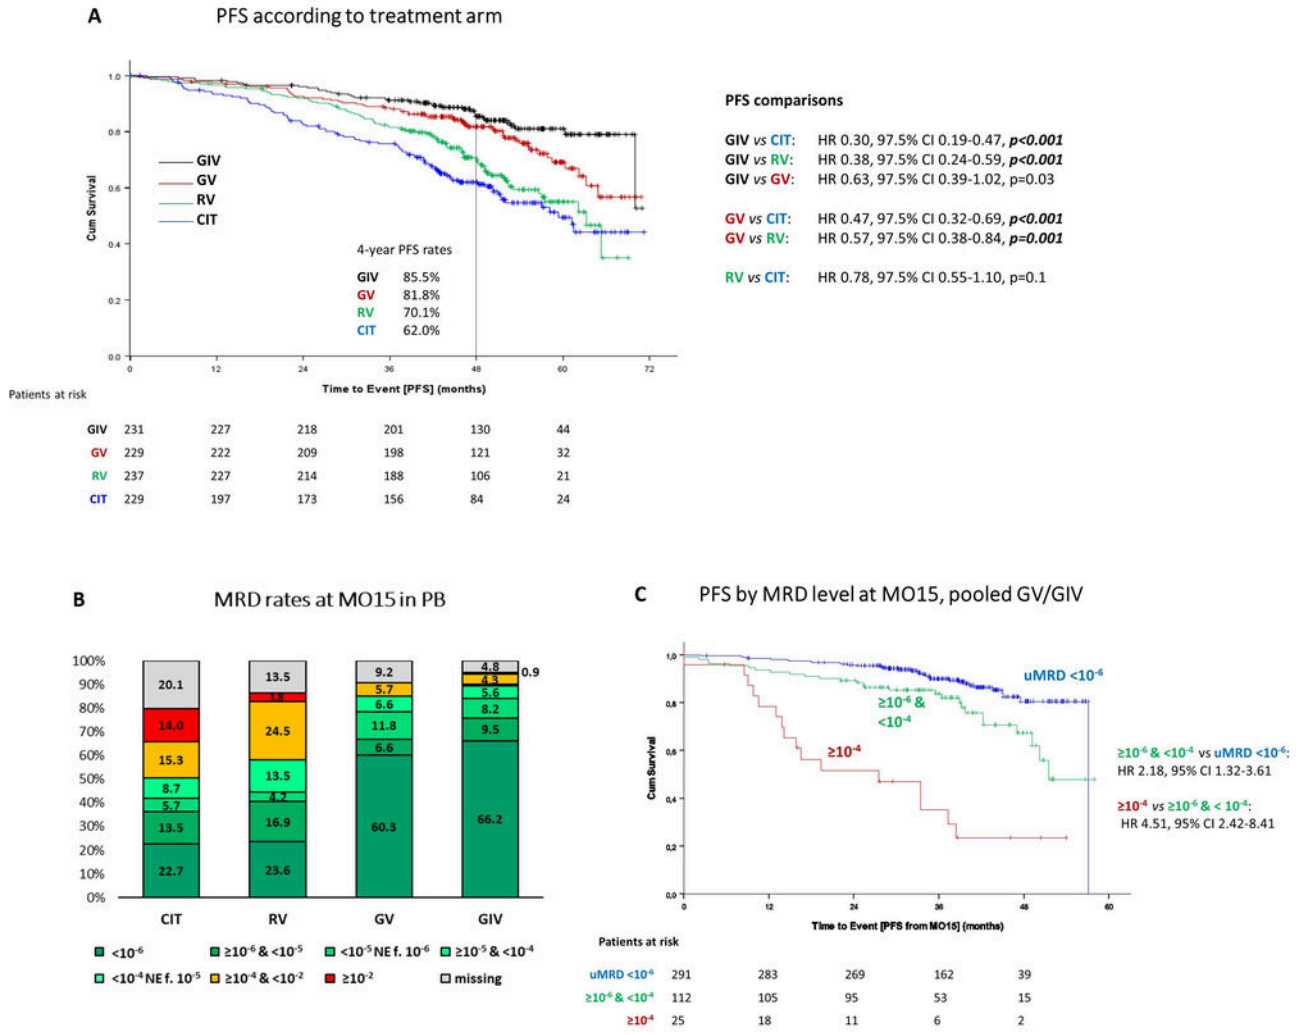 A PFS according to treatment arm
1.0
0.8
0.6
0.4
0.2
0.0
Cum Survival
GIV
GV
RV
CIT
4-year PFS rates
GIV 85.5%
GV 81.8%
RV 70.1%
CIT 62.0%
0 12 24 36 48 60 72
Time to Event [PFS] (months)
PFS comparisons
GIV vs CIT: HR 0.30, 97.5% CI 0.19-0.47, p<0.001
GIV vs RV: HR 0.38, 97.5% CI 0.24-0.59, p<0.001
GIV vs GV: HR 0.63, 97.5% CI 0.39-1.02, p=0.03
GV vs CIT: HR 0.47, 97.5% CI 0.32-0.69, p<0.001
GV vs RV: HR 0.57, 97.5% CI 0.38-0.84, p=0.001
RV vs CIT: HR 0.78, 97.5% CI 0.55-1.10, p=0.1
Patients at risk
GIV 231 227 218 201 130 44
GV 229 222 209 198 121 32
RV 237 227 214 188 106 21
CIT 229 197 173 156 84 24
B MRD rates at MO15 in PB
100%
90%
80%
70%
60%
50%
40%
30%
20%
10%
0%
20.1
14.0
15.3
8.7
5.7
13.5
22.7
13.5
3.8
24.5
13.5
4.2
16.9
23.6
9.2
5.7
6.6
11.8
6.6
60.3
4.8
0.9
4.3
5.6
8.2
9.5
66.2
CIT RV GV GIV
<10⁻⁶ ≥10⁻⁶ & <10⁻⁵ <10⁻⁵ NE f. 10⁻⁶ ≥10⁻⁵ & <10⁻⁴
<10⁻⁴ NE f. 10⁻⁵ ≥10⁻⁴ & <10⁻² ≥10⁻² missing
C PFS by MRD level at MO15, pooled GV/GIV
1,0
0,8
0,6
0,4
0,2
0,0
Cum Survival
uMRD <10⁻⁶
≥10⁻⁶ &
<10⁻⁴
≥10⁻⁴
0 12 24 36 48 60
Time to Event [PFS from MO15] (months)
≥10⁻⁶ & <10⁻⁴ vs uMRD <10⁻⁶:
HR 2.18, 95% CI 1.32-3.61
≥10⁻⁴ vs ≥10⁻⁶ & < 10⁻⁴:
HR 4.51, 95% CI 2.42-8.41
Patients at risk
uMRD <10⁻⁶ 291 283 269 162 39
≥10⁻⁶ & <10⁻⁴ 112 105 95 53 15
≥10⁻⁴ 25 18 11 6 2